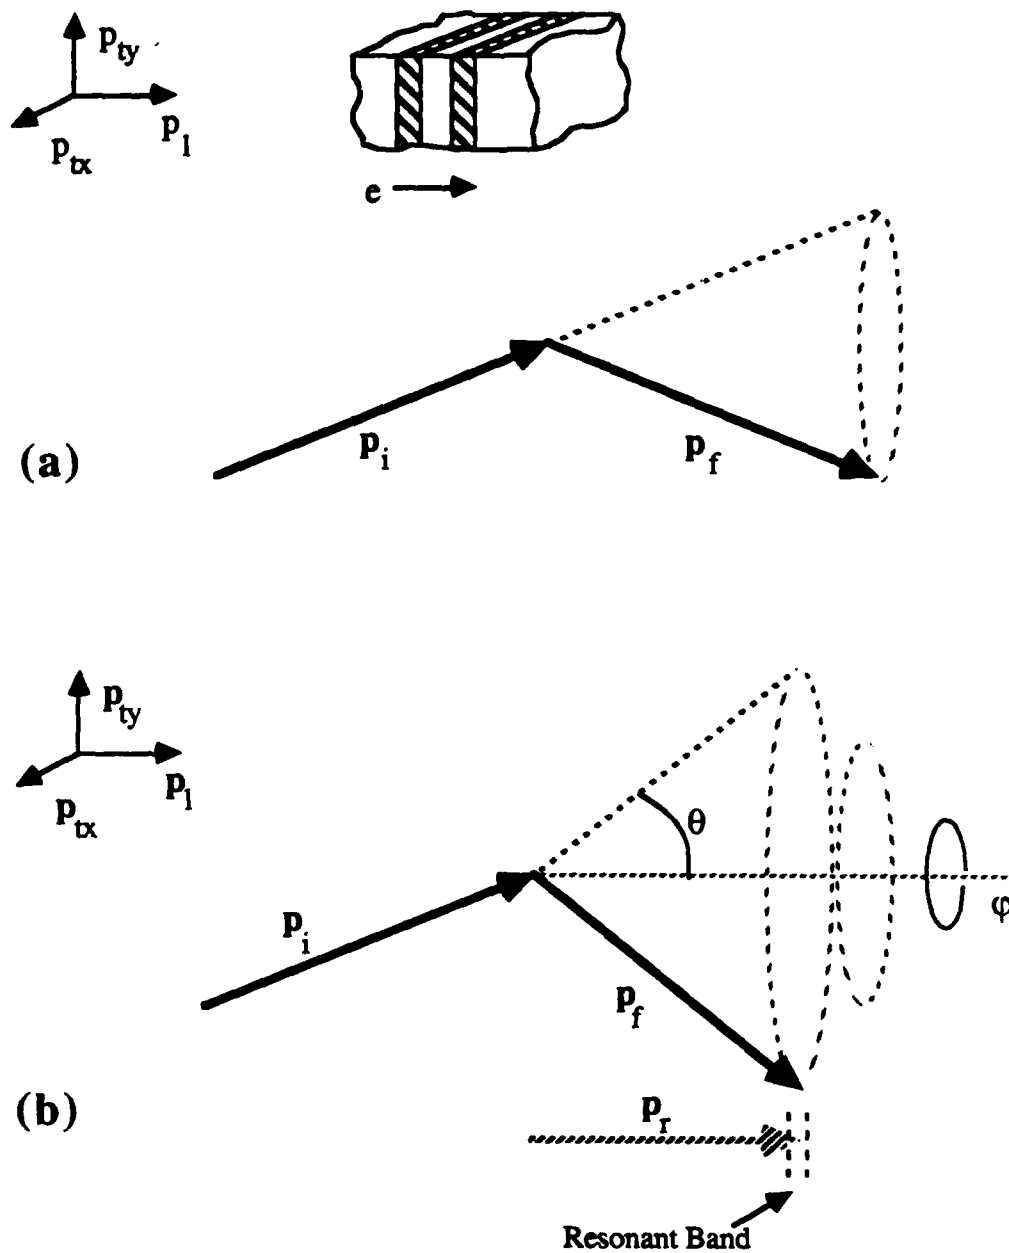 p_ty
p_l
p_tx
e
p_i
p_f
(a)
p_ty
p_l
p_tx
θ
φ
p_i
p_f
(b)
p_r
Resonant Band